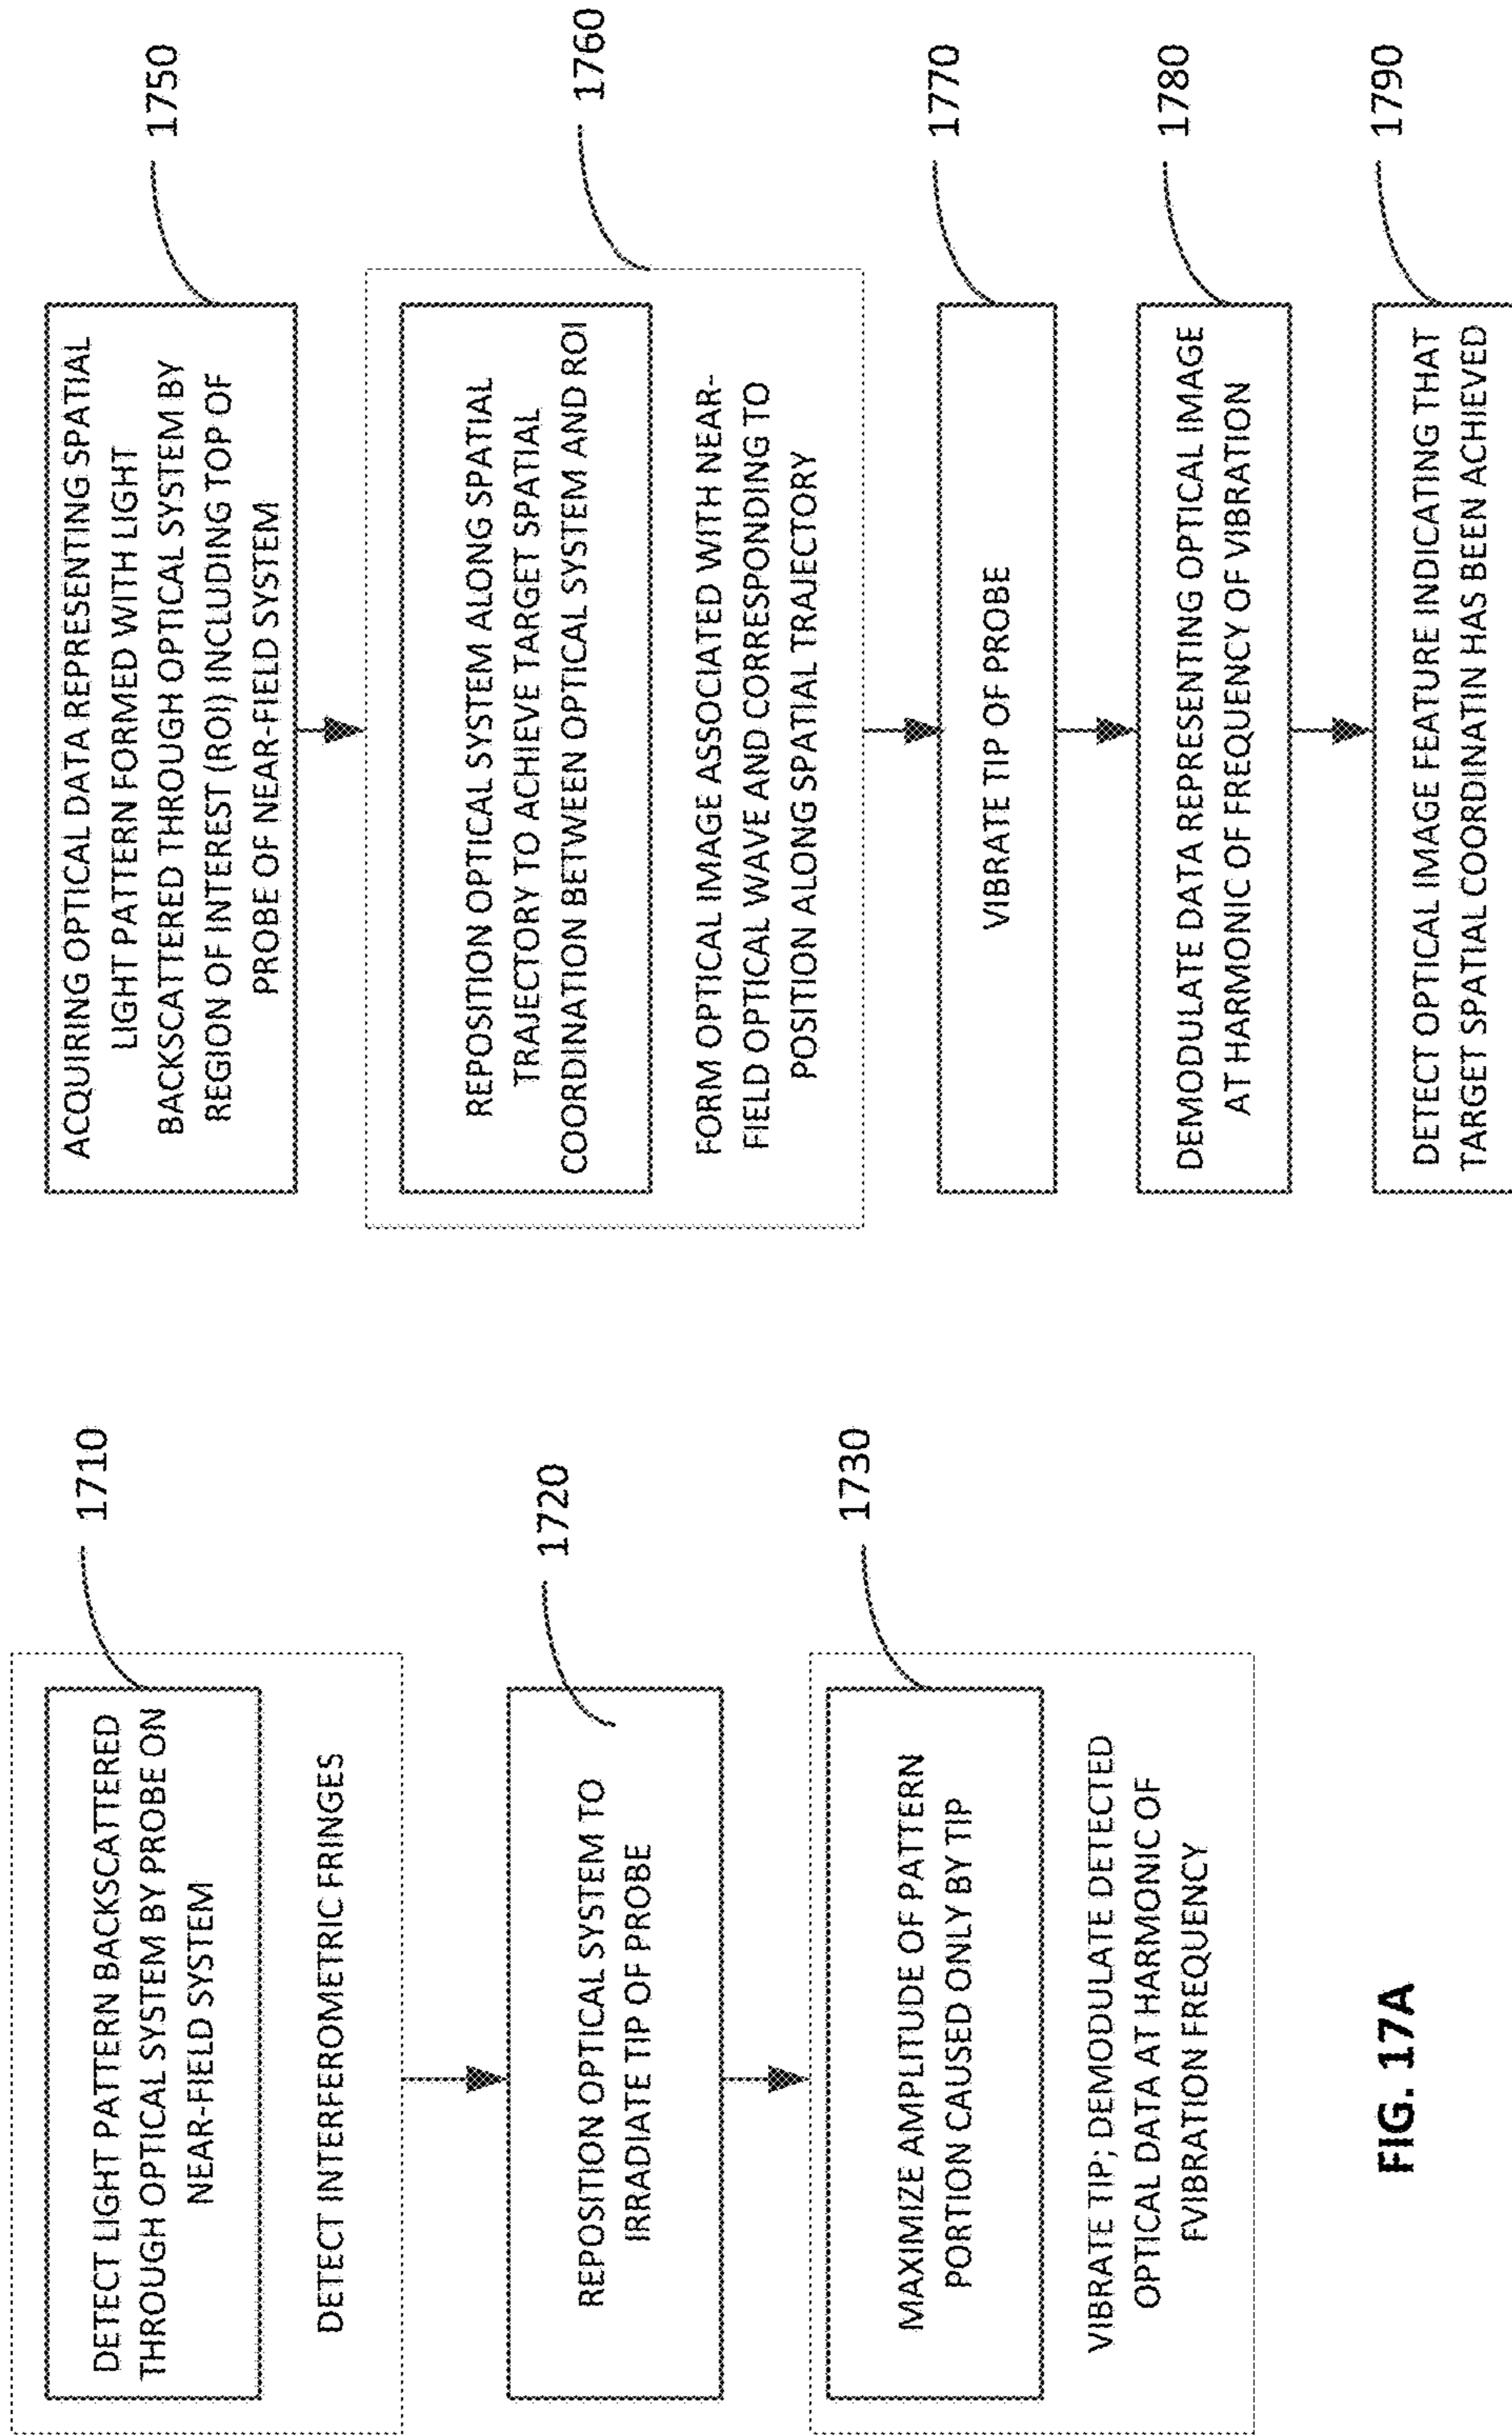 DETECT LIGHT PATTERN BACKSCATTERED
THROUGH OPTICAL SYSTEM BY PROBE ON
NEAR-FIELD SYSTEM
1710
DETECT INTERFEROMETRIC FRINGES
REPOSITION OPTICAL SYSTEM TO
IRRADIATE TIP OF PROBE
1720
MAXIMIZE AMPLITUDE OF PATTERN
PORTION CAUSED ONLY BY TIP
1730
VIBRATE TIP; DEMODULATE DETECTED
OPTICAL DATA AT HARMONIC OF
FVIBRATION FREQUENCY
FIG. 17A
ACQUIRING OPTICAL DATA REPRESENTING SPATIAL
LIGHT PATTERN FORMED WITH LIGHT
BACKSCATTERED THROUGH OPTICAL SYSTEM BY
REGION OF INTEREST (ROI) INCLUDING TOP OF
PROBE OF NEAR-FIELD SYSTEM
1750
REPOSITION OPTICAL SYSTEM ALONG SPATIAL
TRAJECTORY TO ACHIEVE TARGET SPATIAL
COORDINATION BETWEEN OPTICAL SYSTEM AND ROI
1760
FORM OPTICAL IMAGE ASSOCIATED WITH NEAR-
FIELD OPTICAL WAVE AND CORRESPONDING TO
POSITION ALONG SPATIAL TRAJECTORY
VIBRATE TIP OF PROBE
1770
DEMODULATE DATA REPRESENTING OPTICAL IMAGE
AT HARMONIC OF FREQUENCY OF VIBRATION
1780
DETECT OPTICAL IMAGE FEATURE INDICATING THAT
TARGET SPATIAL COORDINATIN HAS BEEN ACHIEVED
1790